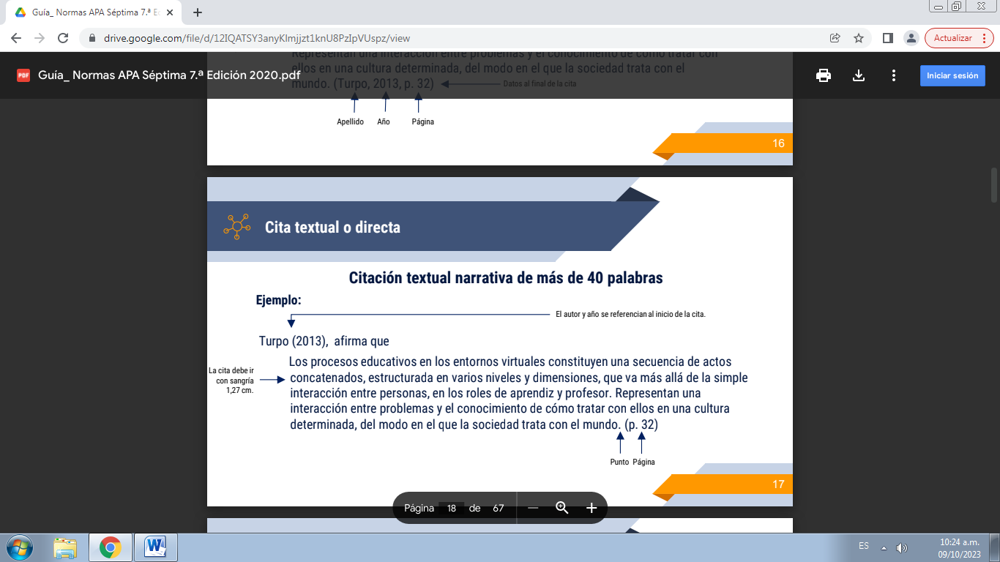 Guía_ Normas APA Séptima 7.ª Ed
drive.google.com/file/d/12IQATSY3anyKlmjjzt1knU8PzIpVUspz/view
Actualizar
Representan una interacción entre problemas y el conocimiento de cómo tratar con
PDF Guía_ Normas APA Séptima 7.ª Edición 2020.pdf
Iniciar sesión
ellos en una cultura determinada, del modo en el que la sociedad trata con el
mundo. (Turpo, 2013, p. 32)
Datos al final de la cita
Apellido Año Página
16
Cita textual o directa
Citación textual narrativa de más de 40 palabras
Ejemplo:
El autor y año se referencian al inicio de la cita.
Turpo (2013), afirma que
La cita debe ir
con sangría
1,27 cm.
Los procesos educativos en los entornos virtuales constituyen una secuencia de actos
concatenados, estructurada en varios niveles y dimensiones, que va más allá de la simple
interacción entre personas, en los roles de aprendiz y profesor. Representan una
interacción entre problemas y el conocimiento de cómo tratar con ellos en una cultura
determinada, del modo en el que la sociedad trata con el mundo. (p. 32)
Punto Página
17
Página 18 de 67
ES
10:24 a.m.
09/10/2023